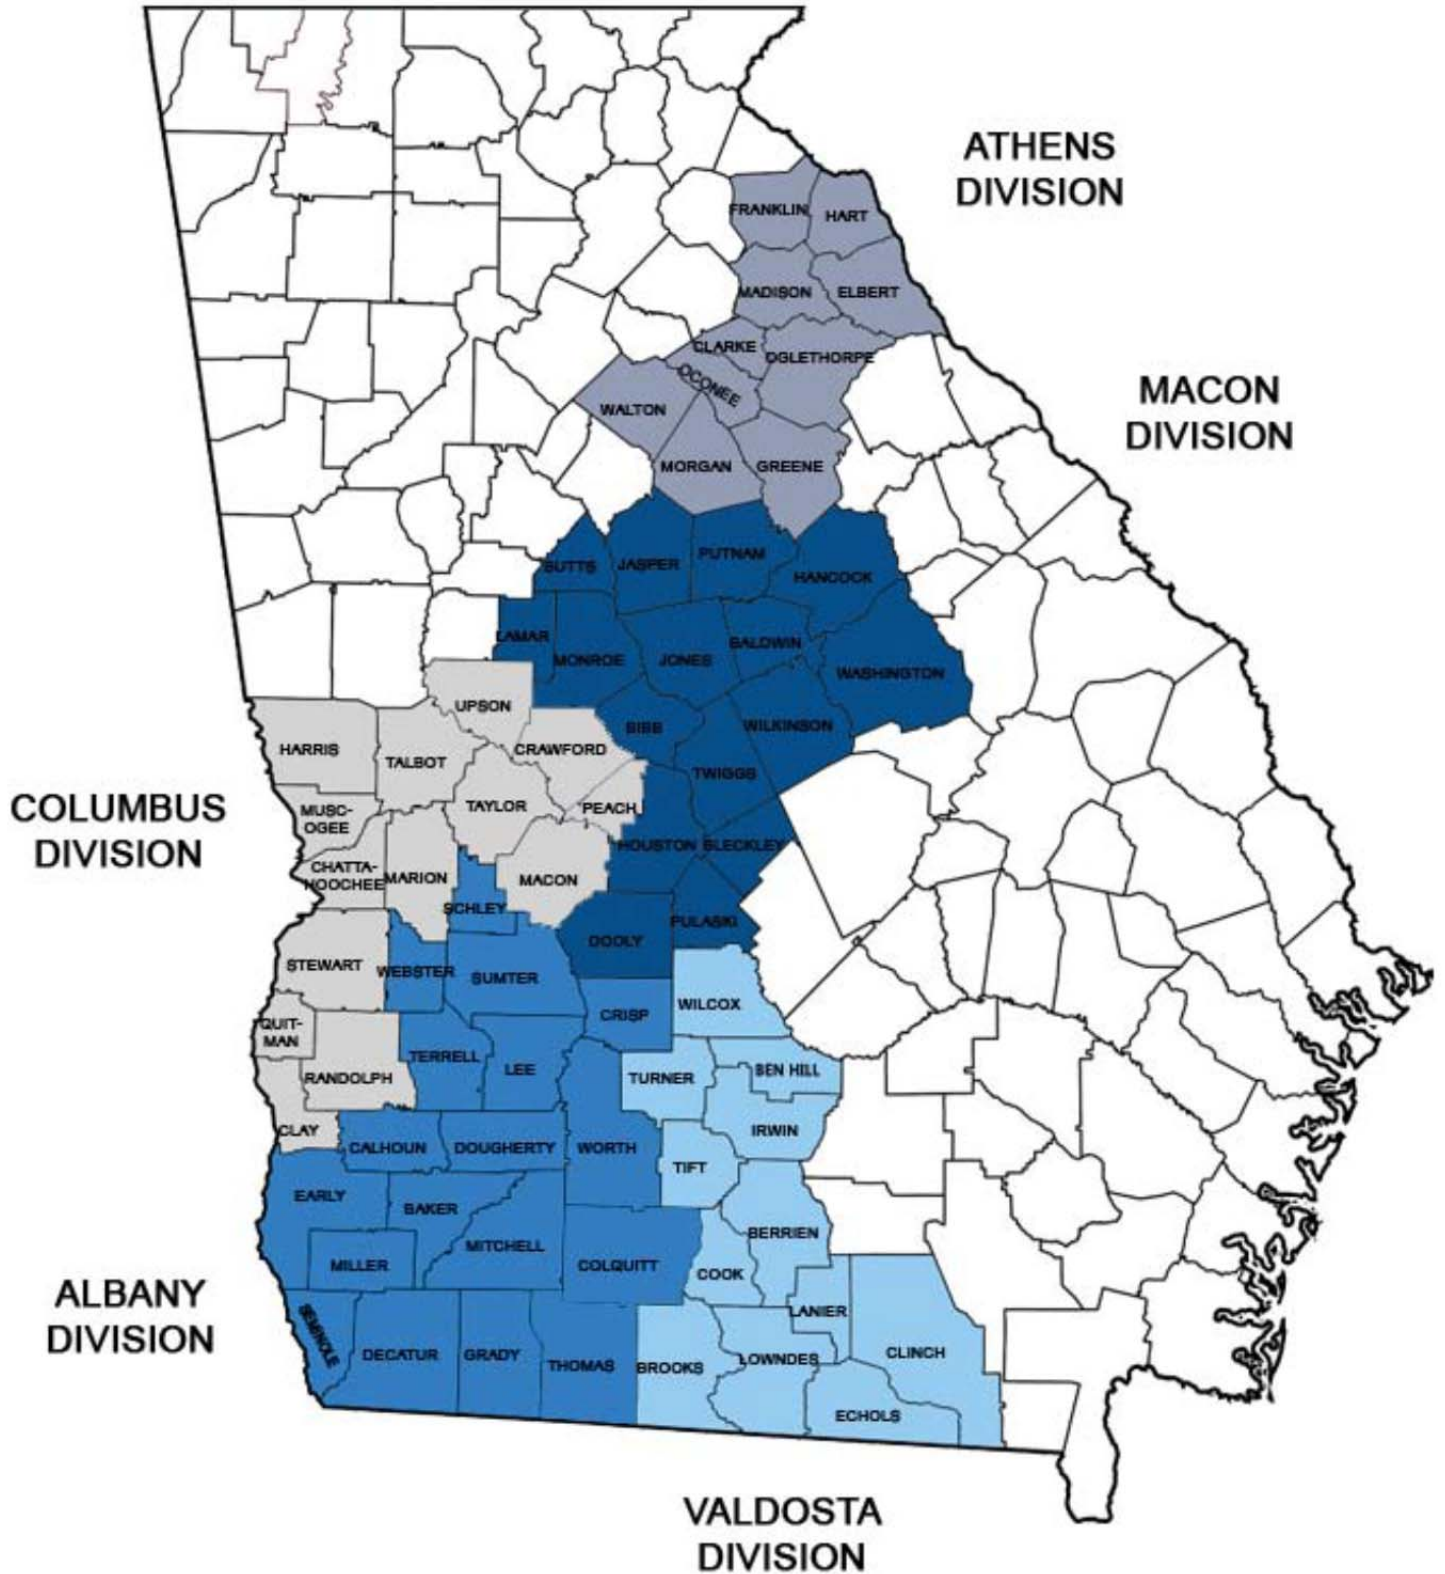 ATHENS
DIVISION
FRANKLIN
HART
MADISON
ELBERT
CLARKE
OGLETHORPE
OCONEE
WALTON
MORGAN
GREENE
MACON
DIVISION
BUTTS
JASPER
PUTNAM
HANCOCK
LAMAR
MONROE
JONES
BALDWIN
WASHINGTON
BIBB
WILKINSON
TWIGGS
HOUSTON
BLECKLEY
PULASKI
DOOLY
COLUMBUS
DIVISION
UPSON
HARRIS
TALBOT
CRAWFORD
TAYLOR
PEACH
MUSC-
OGEE
CHATTA-
HOOCHEE
MARION
MACON
STEWART
QUIT-
MAN
RANDOLPH
CLAY
ALBANY
DIVISION
SCHLEY
WEBSTER
SUMTER
CRISP
TERRELL
LEE
CALHOUN
DOUGHERTY
WORTH
EARLY
BAKER
MITCHELL
MILLER
COLQUITT
SEMINOLE
DECATUR
GRADY
THOMAS
WILCOX
TURNER
BEN HILL
IRWIN
TIFT
BERRIEN
COOK
LANIER
CLINCH
BROOKS
LOWNDES
ECHOLS
VALDOSTA
DIVISION